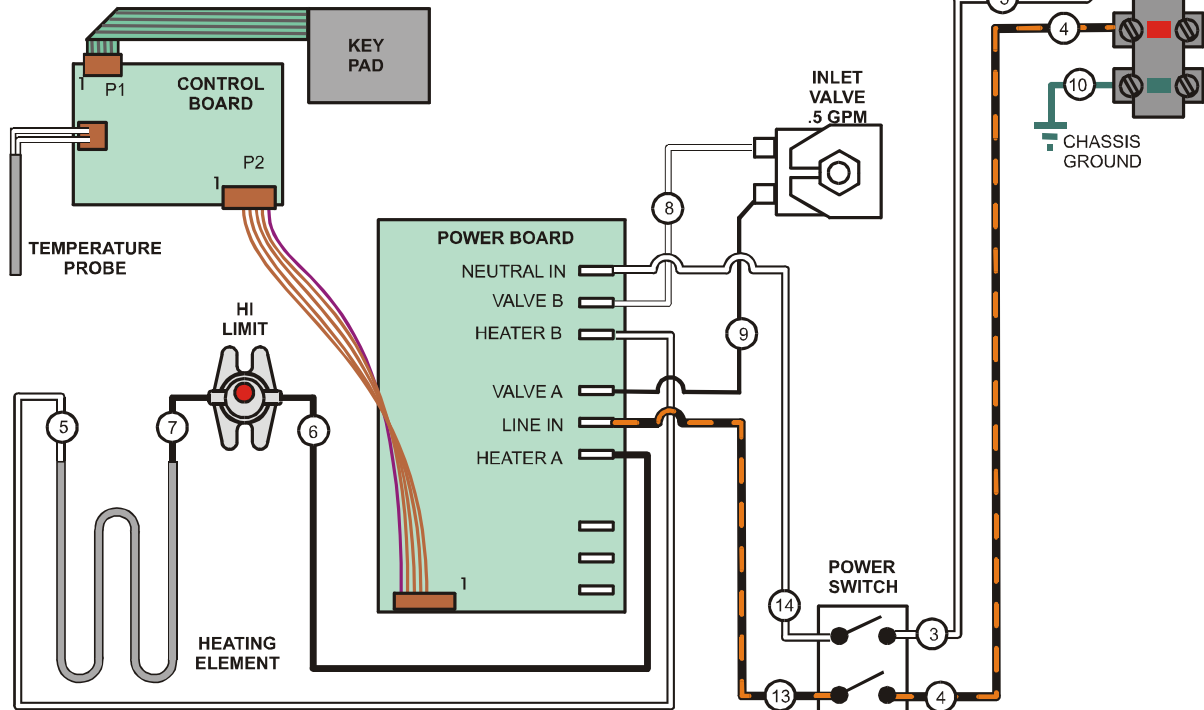 3
4
KEY
PAD
1
P1
CONTROL
BOARD
INLET
VALVE
.5 GPM
10
CHASSIS
GROUND
P2
1
8
TEMPERATURE
PROBE
POWER BOARD
NEUTRAL IN
VALVE B
HEATER B
HI
LIMIT
9
VALVE A
LINE IN
HEATER A
5
7
6
1
POWER
SWITCH
14
3
HEATING
ELEMENT
13
4